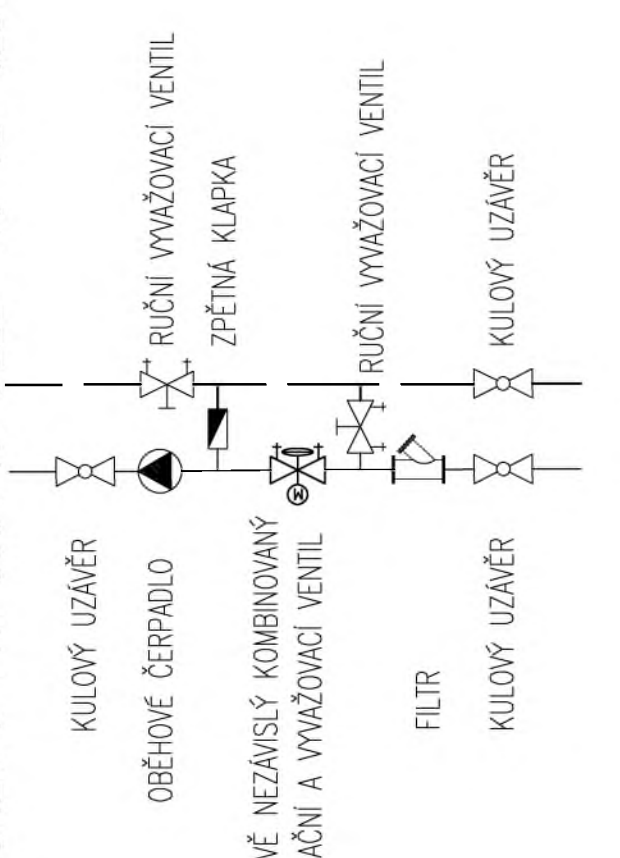 KULOVÝ UZÁVĚR
OBĚHOVÉ ČERPADLO
VĚ NEZÁVISLÝ KOMBINOVANÝ
AČNÍ A VYVAŽOVACÍ VENTIL
FILTR
KULOVÝ UZÁVĚR
M
RUČNÍ VYVAŽOVACÍ VENTIL
ZPĚTNÁ KLAPKA
RUČNÍ VYVAŽOVACÍ VENTIL
KULOVÝ UZÁVĚR